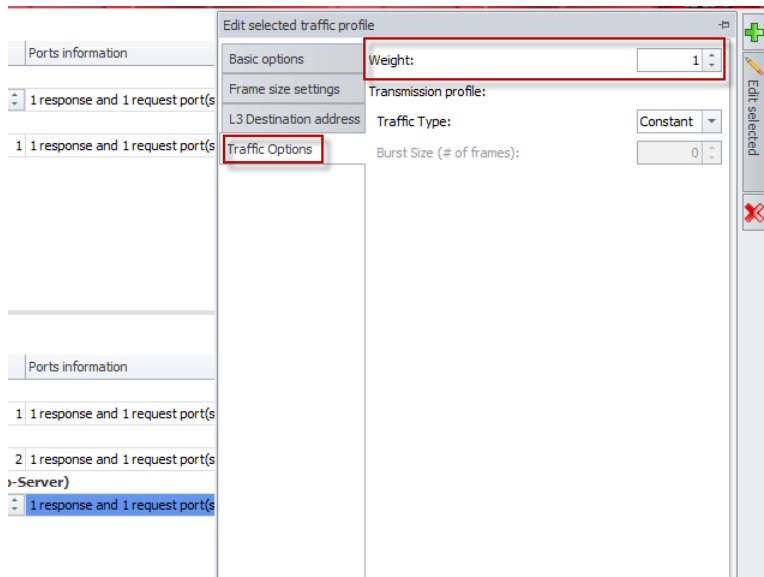 Edit selected traffic profile
Ports information
1 response and 1 request port(s
1 1 response and 1 request port(s
Basic options
Frame size settings
L3 Destination address
Traffic Options
Weight: 1
Transmission profile:
Traffic Type: Constant
Burst Size (# of frames): 0
Edit selected
Ports information
1 1 response and 1 request port(s
2 1 response and 1 request port(s
-Server)
1 response and 1 request port(s